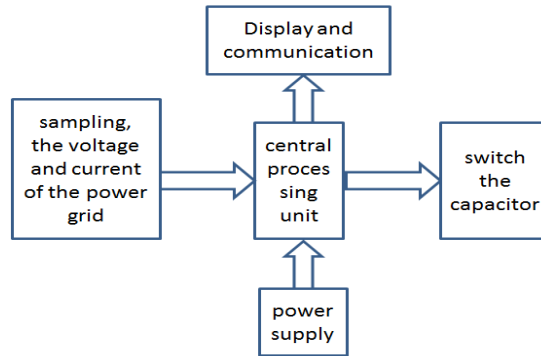 Display and
communication
sampling,
the voltage
and current
of the power
grid
central
proces
sing
unit
switch
the
capacitor
power
supply